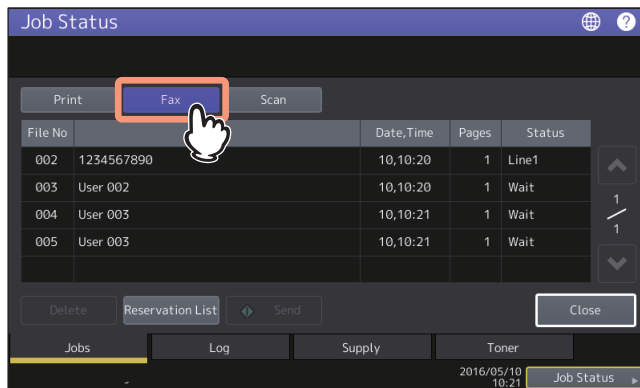 Job Status ?
Print Fax Scan
File No Date,Time Pages Status
002 1234567890 10,10:20 1 Line1
003 User 002 10,10:20 1 Wait
004 User 003 10,10:21 1 Wait
005 User 003 10,10:21 1 Wait
1
1
Delete Reservation List Send Close
Jobs Log Supply Toner
2016/05/10
10:21 Job Status